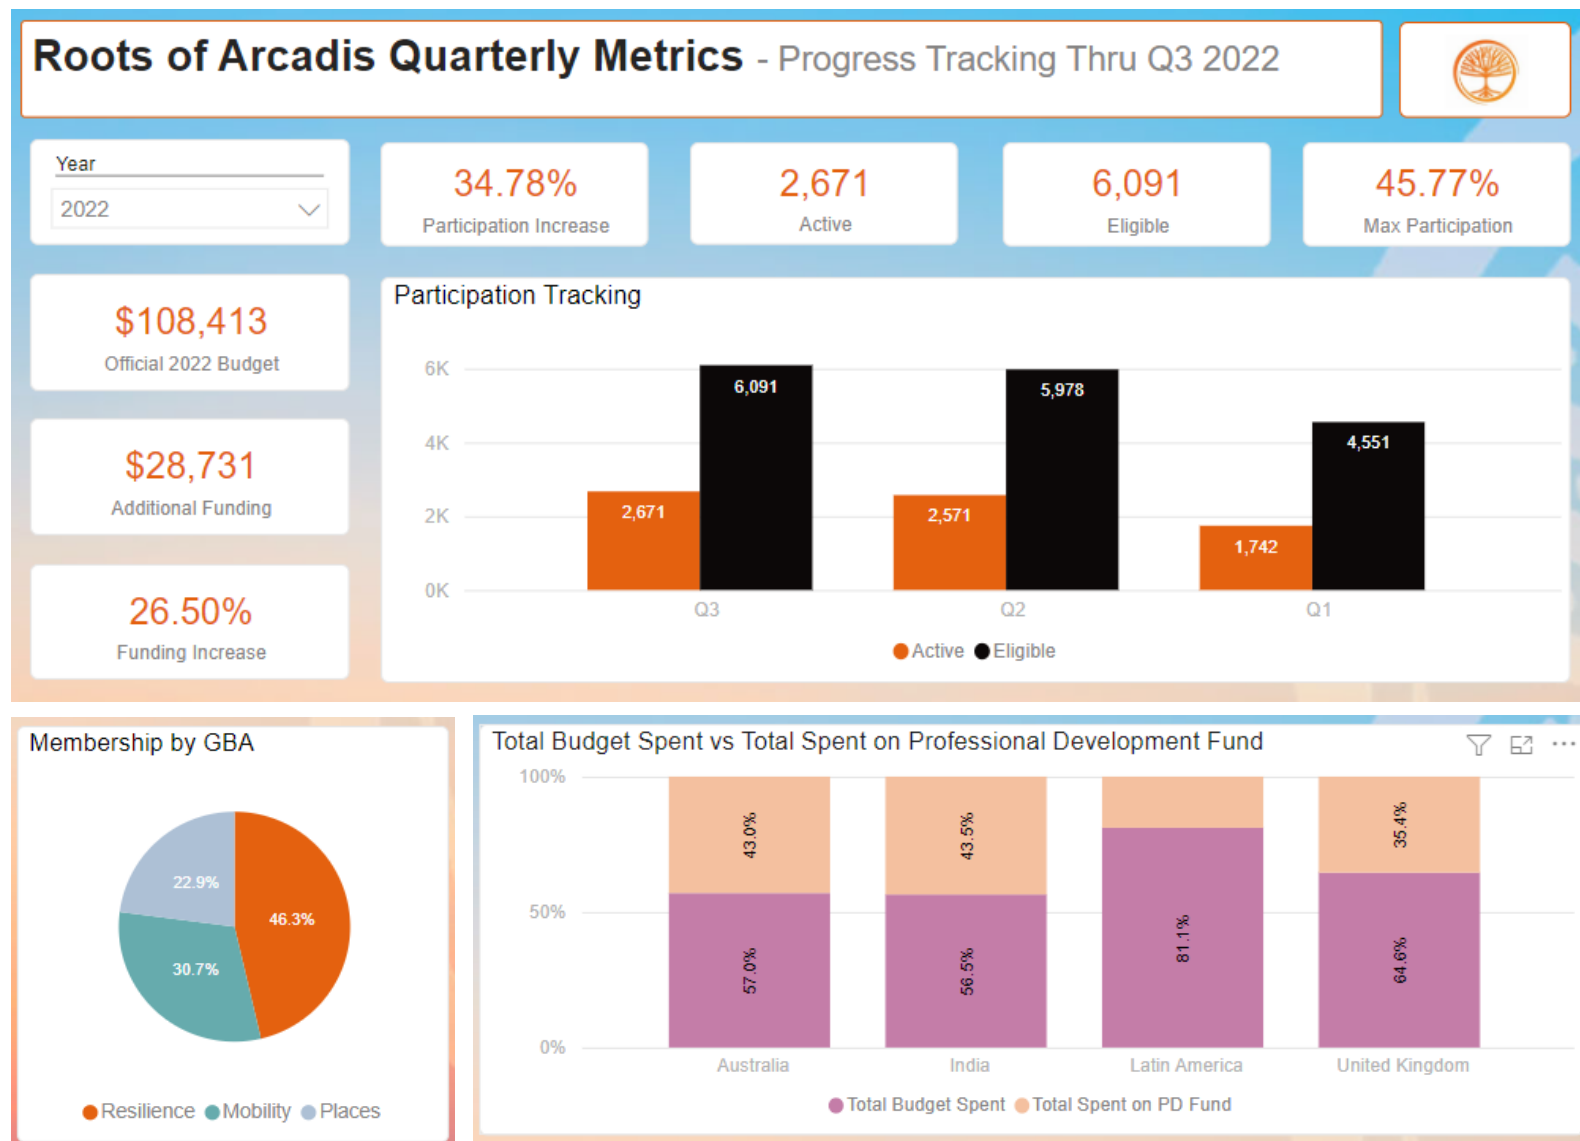 Roots of Arcadis Quarterly Metrics - Progress Tracking Thru Q3 2022
Year
2022
34.78%
Participation Increase
2,671
Active
6,091
Eligible
45.77%
Max Participation
$108,413
Official 2022 Budget
$28,731
Additional Funding
26.50%
Funding Increase
Participation Tracking
6K
4K
2K
0K
2,671
6,091
2,571
5,978
1,742
4,551
Q3
Q2
Q1
Active
Eligible
Membership by GBA
22.9%
46.3%
30.7%
Resilience
Mobility
Places
Total Budget Spent vs Total Spent on Professional Development Fund
100%
50%
0%
43.0%
57.0%
43.5%
56.5%
81.1%
35.4%
64.6%
Australia
India
Latin America
United Kingdom
Total Budget Spent
Total Spent on PD Fund